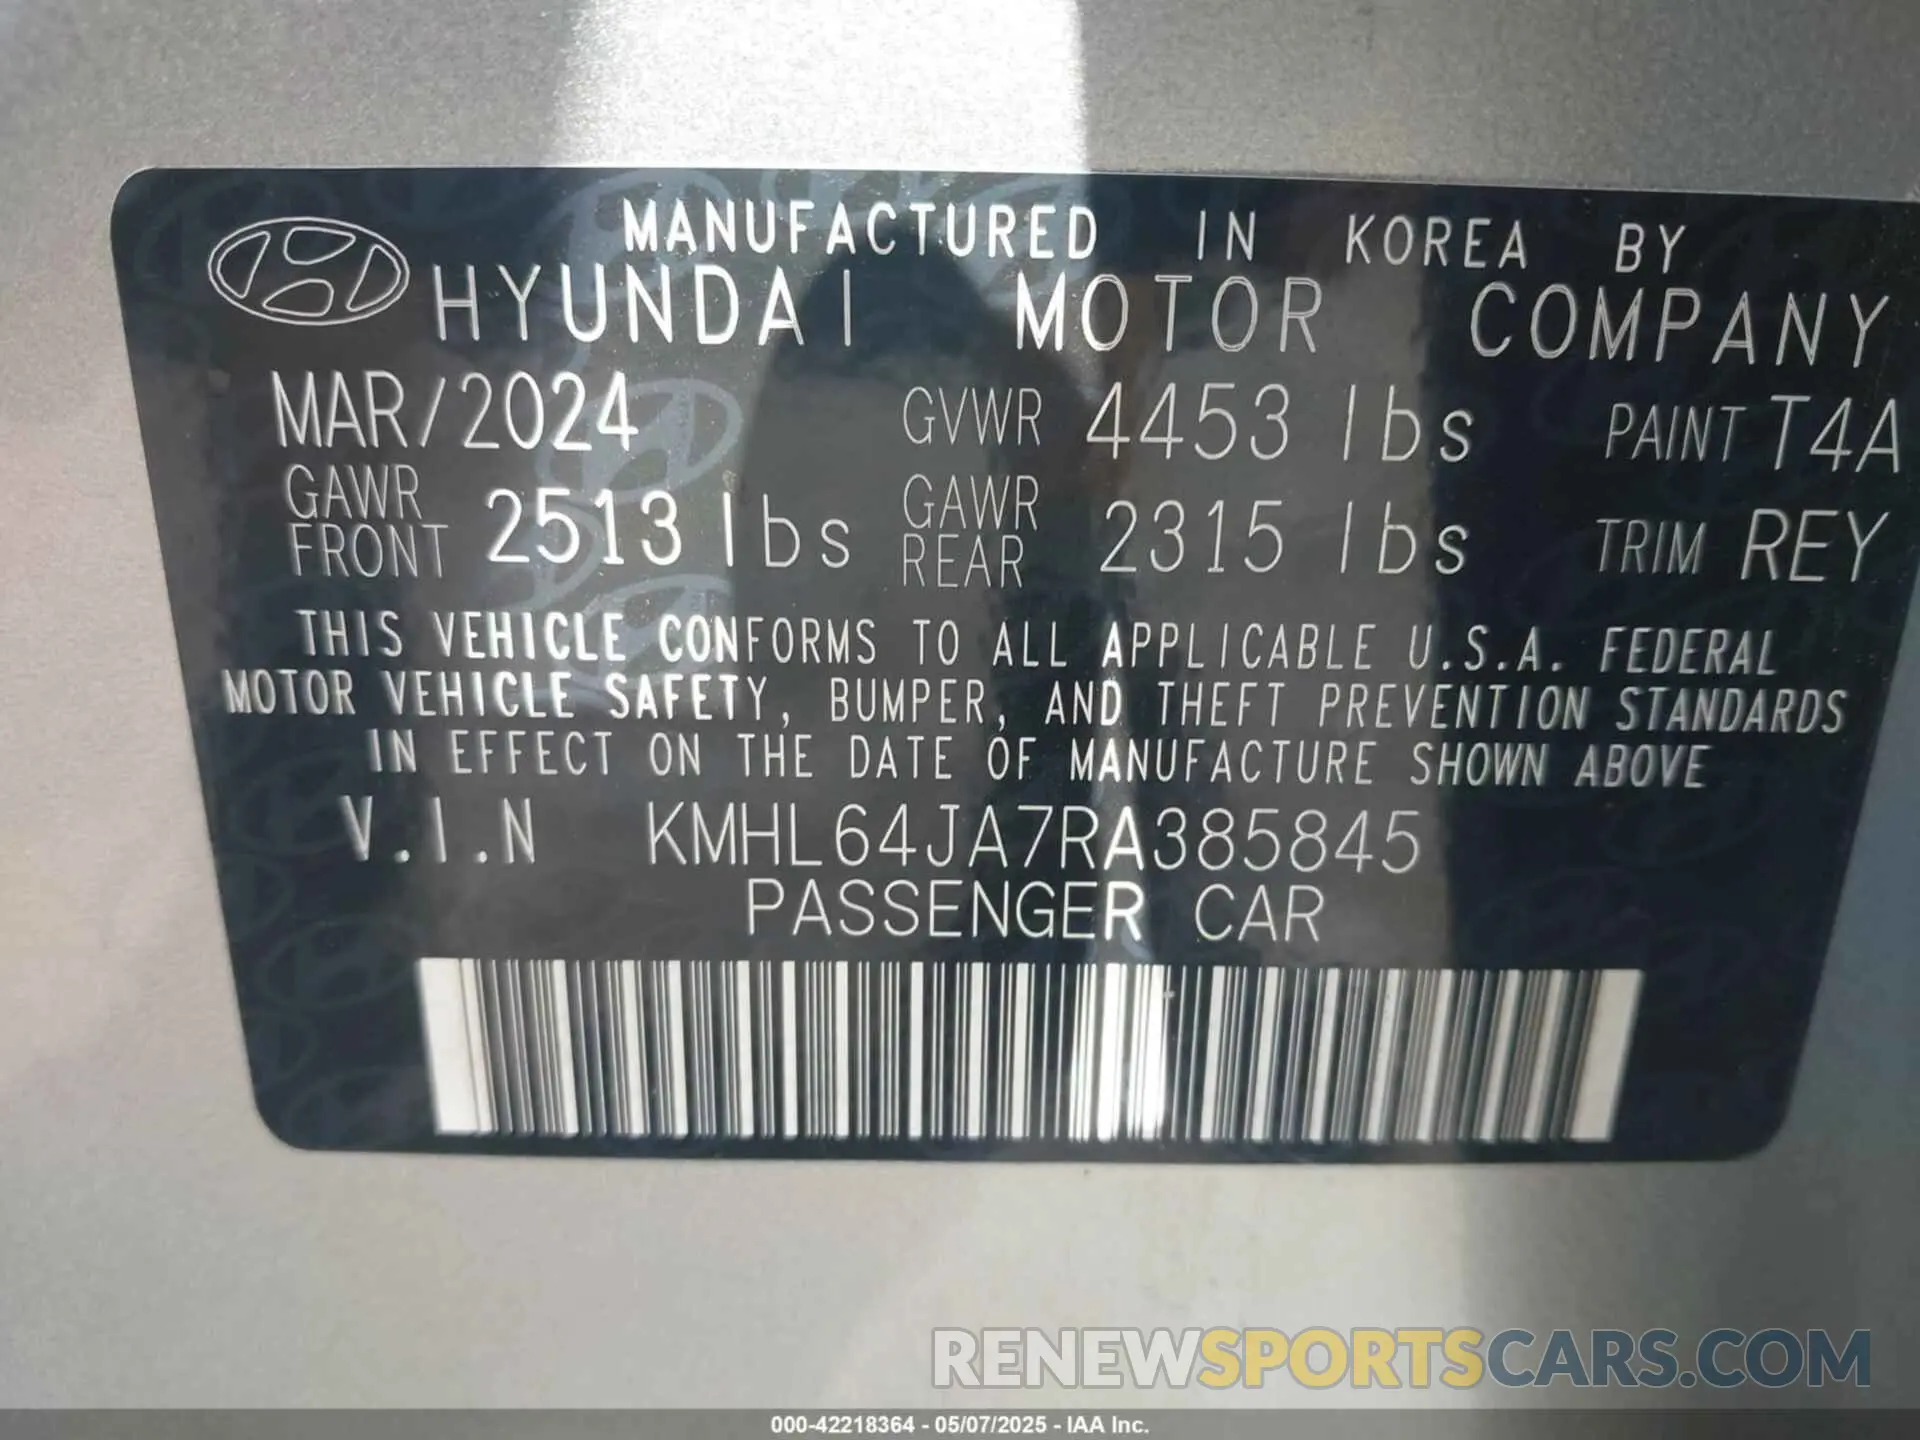 MANUFACTURED IN KOREA BY
HYUNDAI MOTOR COMPANY
MAR/2024 GVWR 4453 lbs PAINT T4A
GAWR FRONT 2513 lbs GAWR REAR 2315 lbs TRIM REY
THIS VEHICLE CONFORMS TO ALL APPLICABLE U.S.A. FEDERAL
MOTOR VEHICLE SAFETY, BUMPER, AND THEFT PREVENTION STANDARDS
IN EFFECT ON THE DATE OF MANUFACTURE SHOWN ABOVE
V.I.N KMHL64JA7RA385845
PASSENGER CAR
RENEWSPORTSCARS.COM
000-42218364 - 05/07/2025 - IAA Inc.